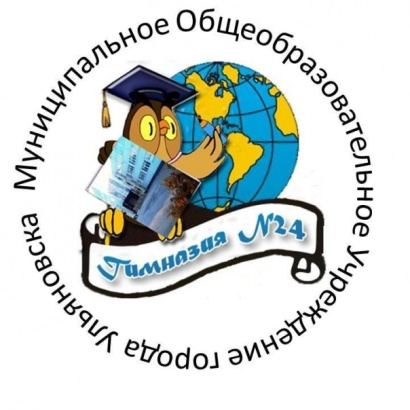 Муниципальное Общеобразовательное Учреждение города Ульяновска
Гимназия №24